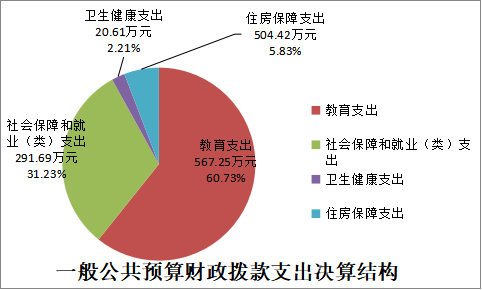 卫生健康支出
20.61万元
2.21%
住房保障支出
504.42万元
5.83%
社会保障和就
业（类）支出
291.69万元
31.23%
教育支出
567.25万元
60.73%
教育支出
社会保障和就业（类）支
出
卫生健康支出
住房保障支出
一般公共预算财政拨款支出决算结构